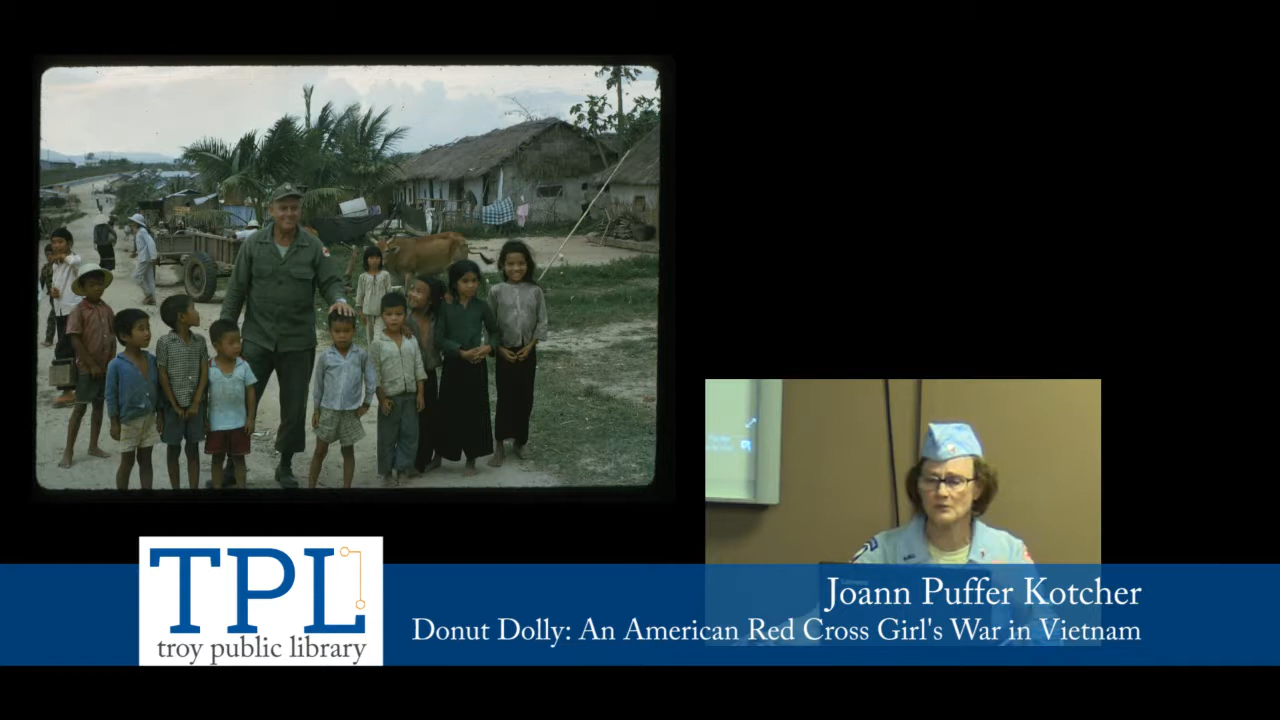 TPL
troy public library
Joann Puffer Kotcher
Donut Dolly: An American Red Cross Girl's War in Vietnam